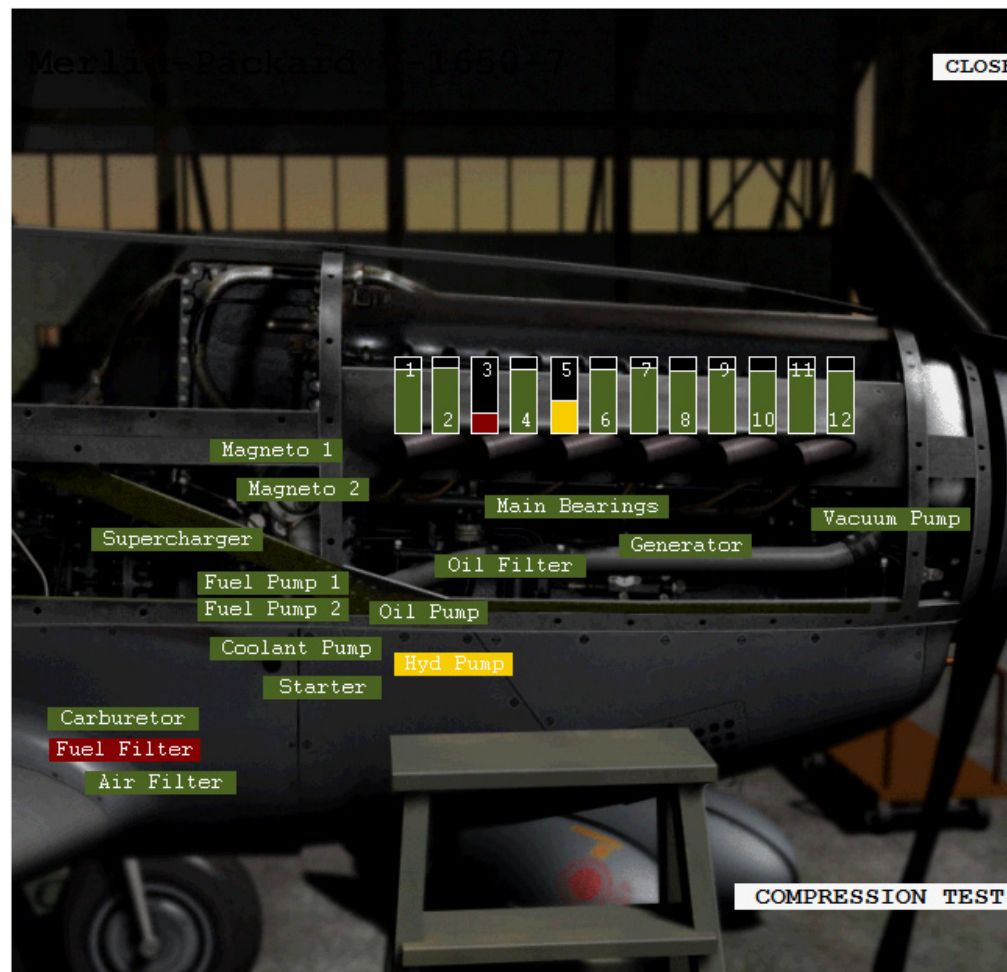 Merlin-Packard V-1650-7
CLOSE
1 2 3 4 5 6 7 8 9 10 11 12
Magneto 1
Magneto 2
Main Bearings
Vacuum Pump
Supercharger
Generator
Oil Filter
Fuel Pump 1
Fuel Pump 2
Oil Pump
Coolant Pump
Hyd Pump
Starter
Carburetor
Fuel Filter
Air Filter
COMPRESSION TEST